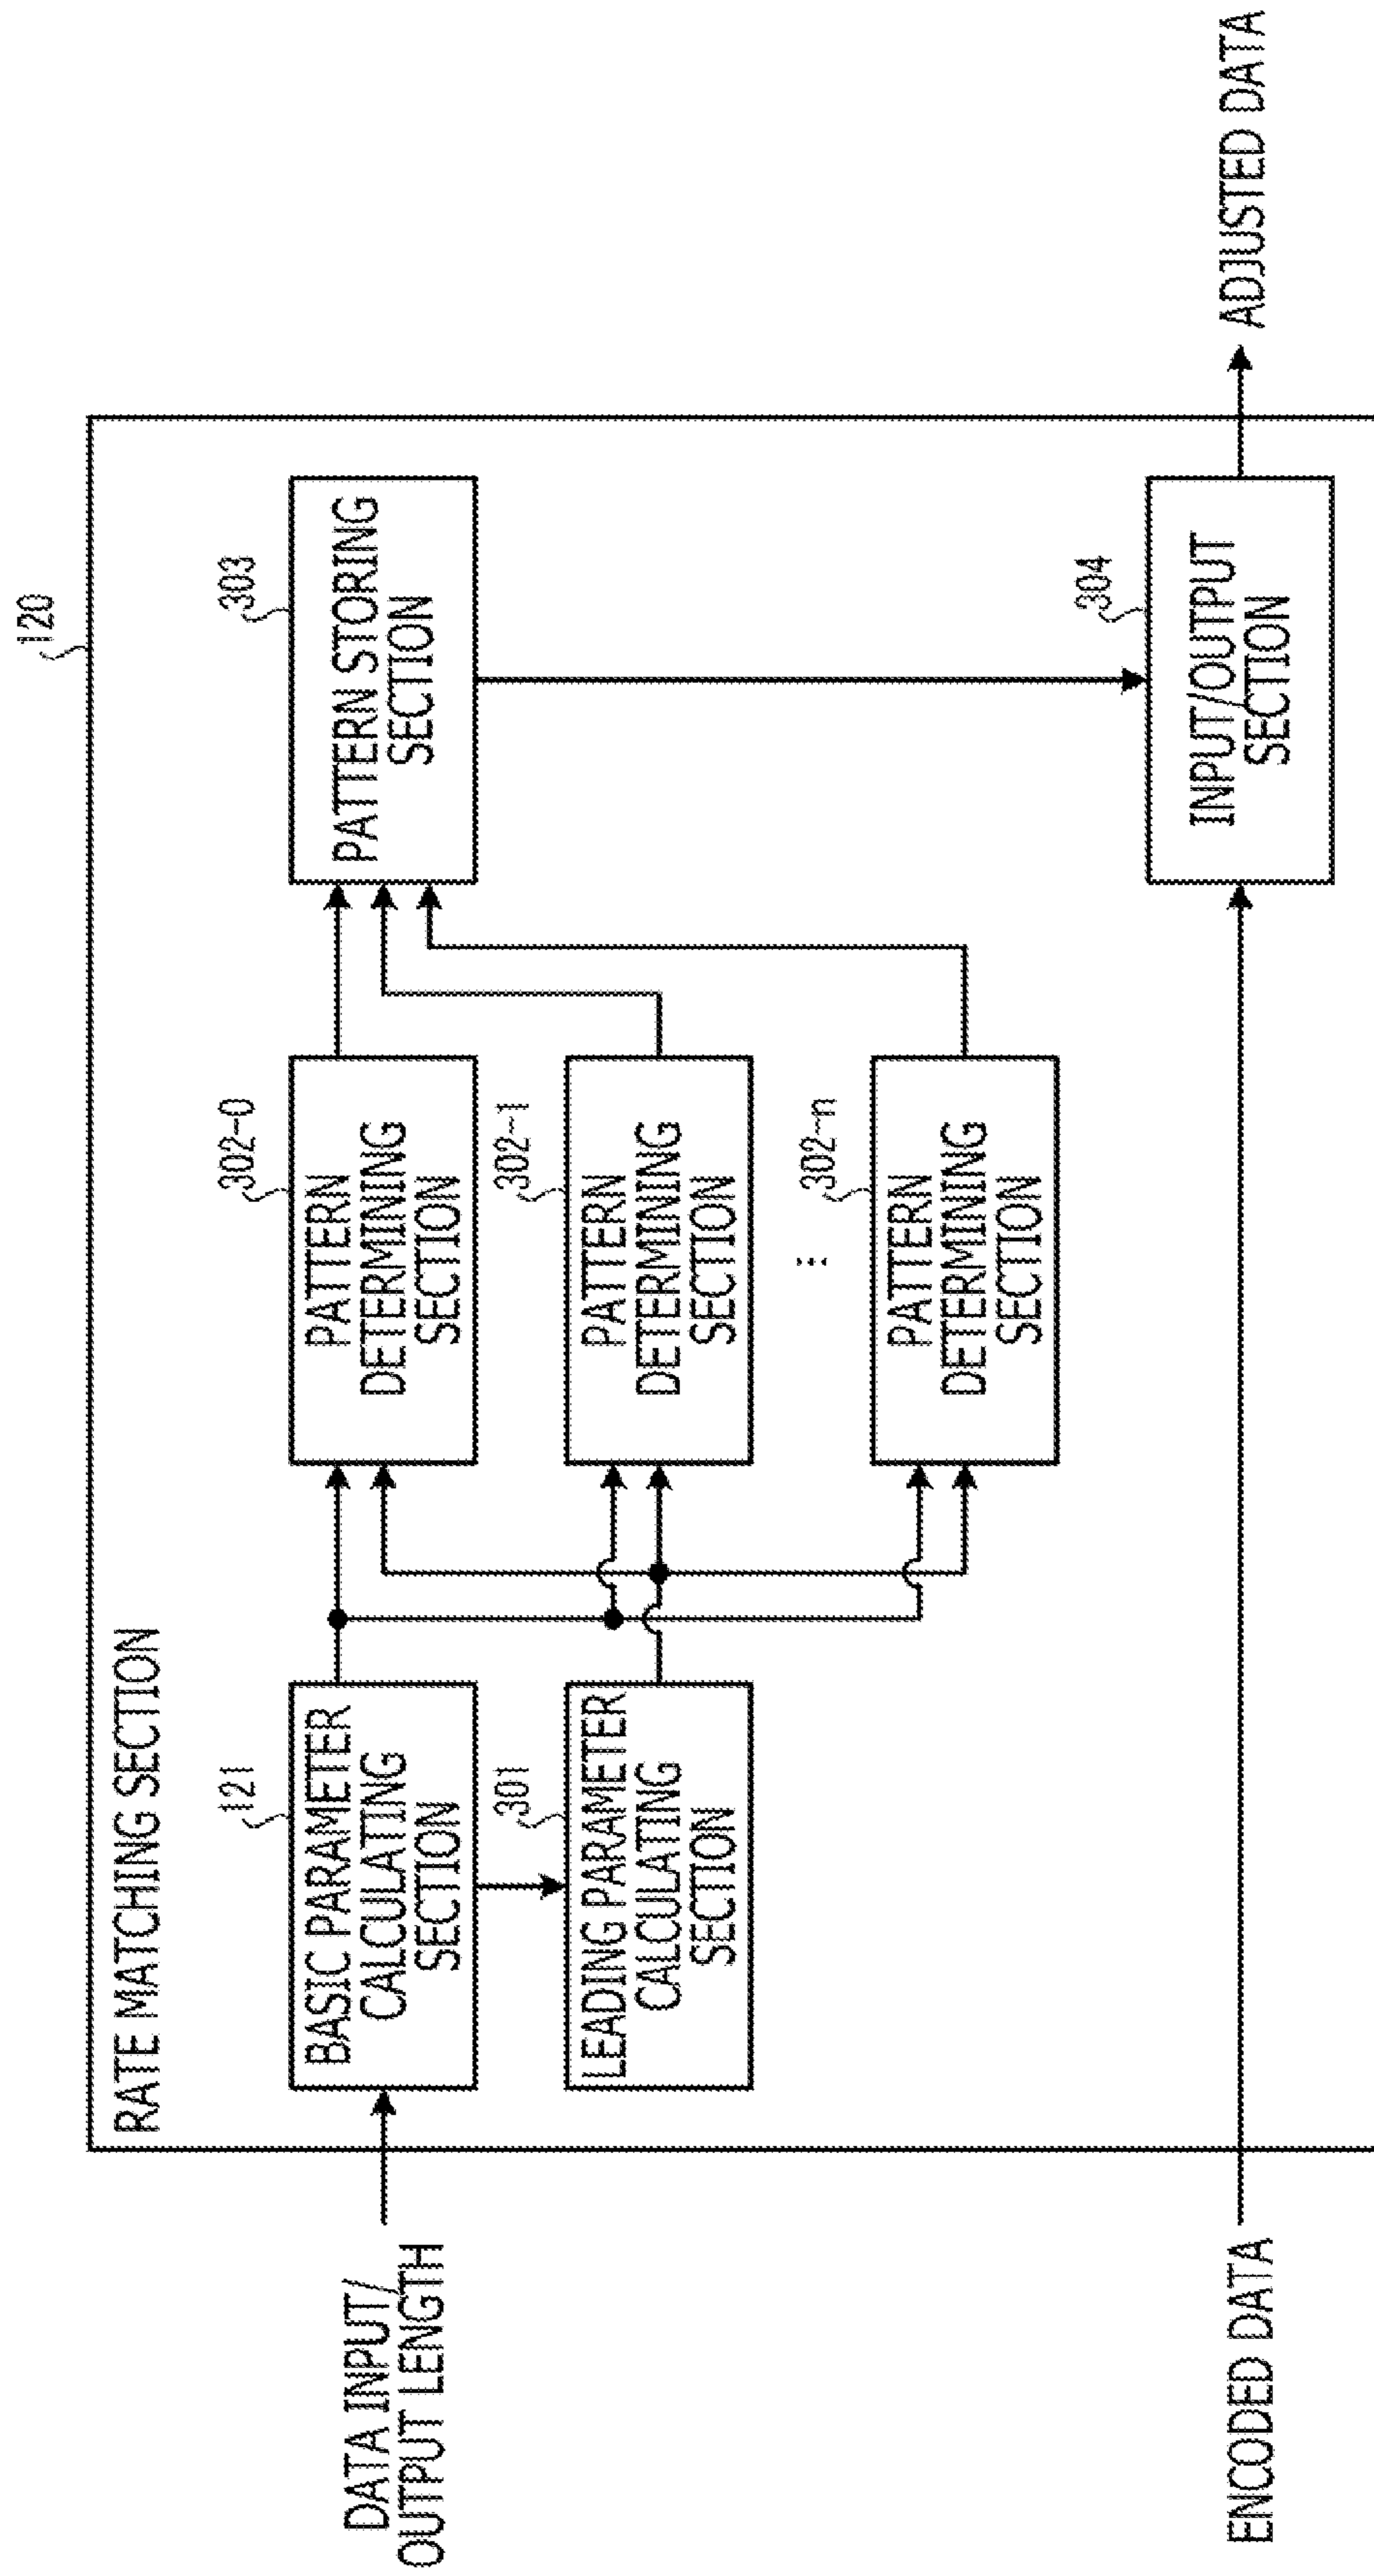 120
RATE MATCHING SECTION
DATA INPUT/
OUTPUT LENGTH
121
BASIC PARAMETER
CALCULATING
SECTION
302-0
PATTERN
DETERMINING
SECTION
303
PATTERN STORING
SECTION
301
LEADING PARAMETER
CALCULATING
SECTION
302-1
PATTERN
DETERMINING
SECTION
302-n
PATTERN
DETERMINING
SECTION
ENCODED DATA
304
INPUT/OUTPUT
SECTION
ADJUSTED DATA